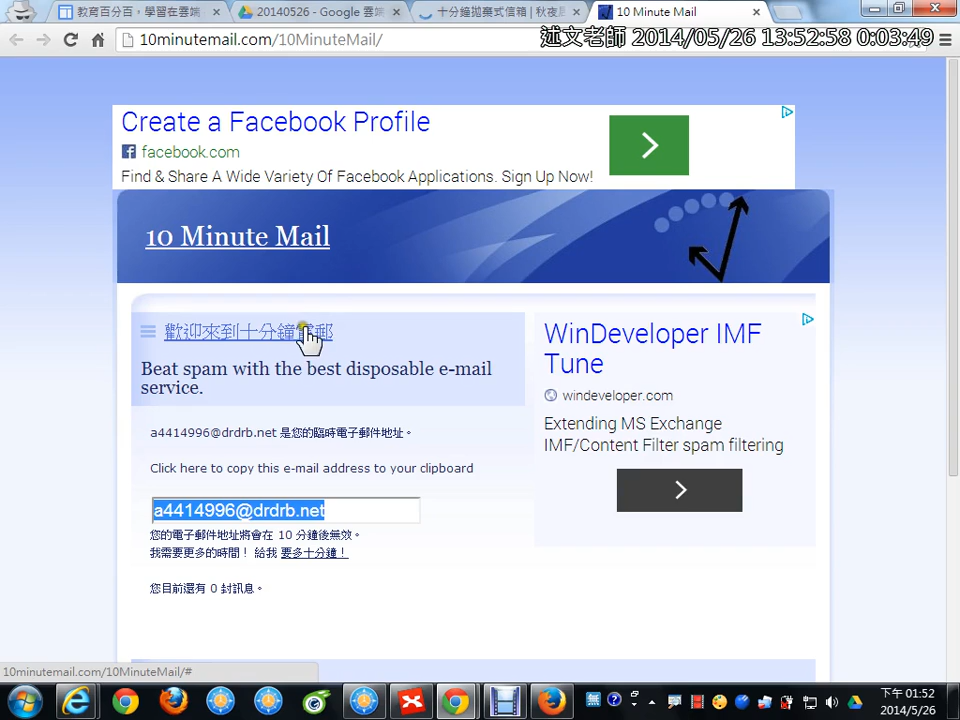 教育百分百，學習在雲端
20140526 - Google 雲端
十分鐘拋棄式信箱 | 秋夜
10 Minute Mail
10minutemail.com/10MinuteMail/
述文老師 2014/05/26 13:52:58 0:03:49
Create a Facebook Profile
facebook.com
Find & Share A Wide Variety Of Facebook Applications. Sign Up Now!
10 Minute Mail
歡迎來到十分鐘電郵
Beat spam with the best disposable e-mail
service.
a4414996@drdrb.net 是您的臨時電子郵件地址。
Click here to copy this e-mail address to your clipboard
a4414996@drdrb.net
您的電子郵件地址將會在 10 分鐘後無效。
我需要更多的時間！ 給我 要多十分鐘！
您目前還有 0 封訊息。
WinDeveloper IMF
Tune
windeveloper.com
Extending MS Exchange
IMF/Content Filter spam filtering
10minutemail.com/10MinuteMail/#
下午 01:52
2014/5/26